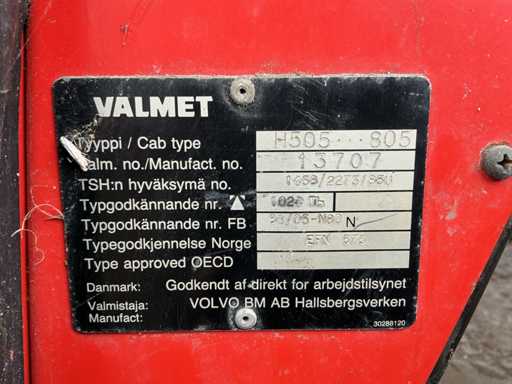 VALMET
Tyyppi / Cab type H505...805
Valm. no./Manufact. no. 13707
TSH:n hyväksymä no.
Typgodkännande nr.
Typgodkännande nr. FB N
Typegodkjennelse Norge
Type approved OECD
Danmark: Godkendt af direkt for arbejdstilsynet
Valmistaja: VOLVO BM AB Hallsbergsverken
Manufact:
30288120